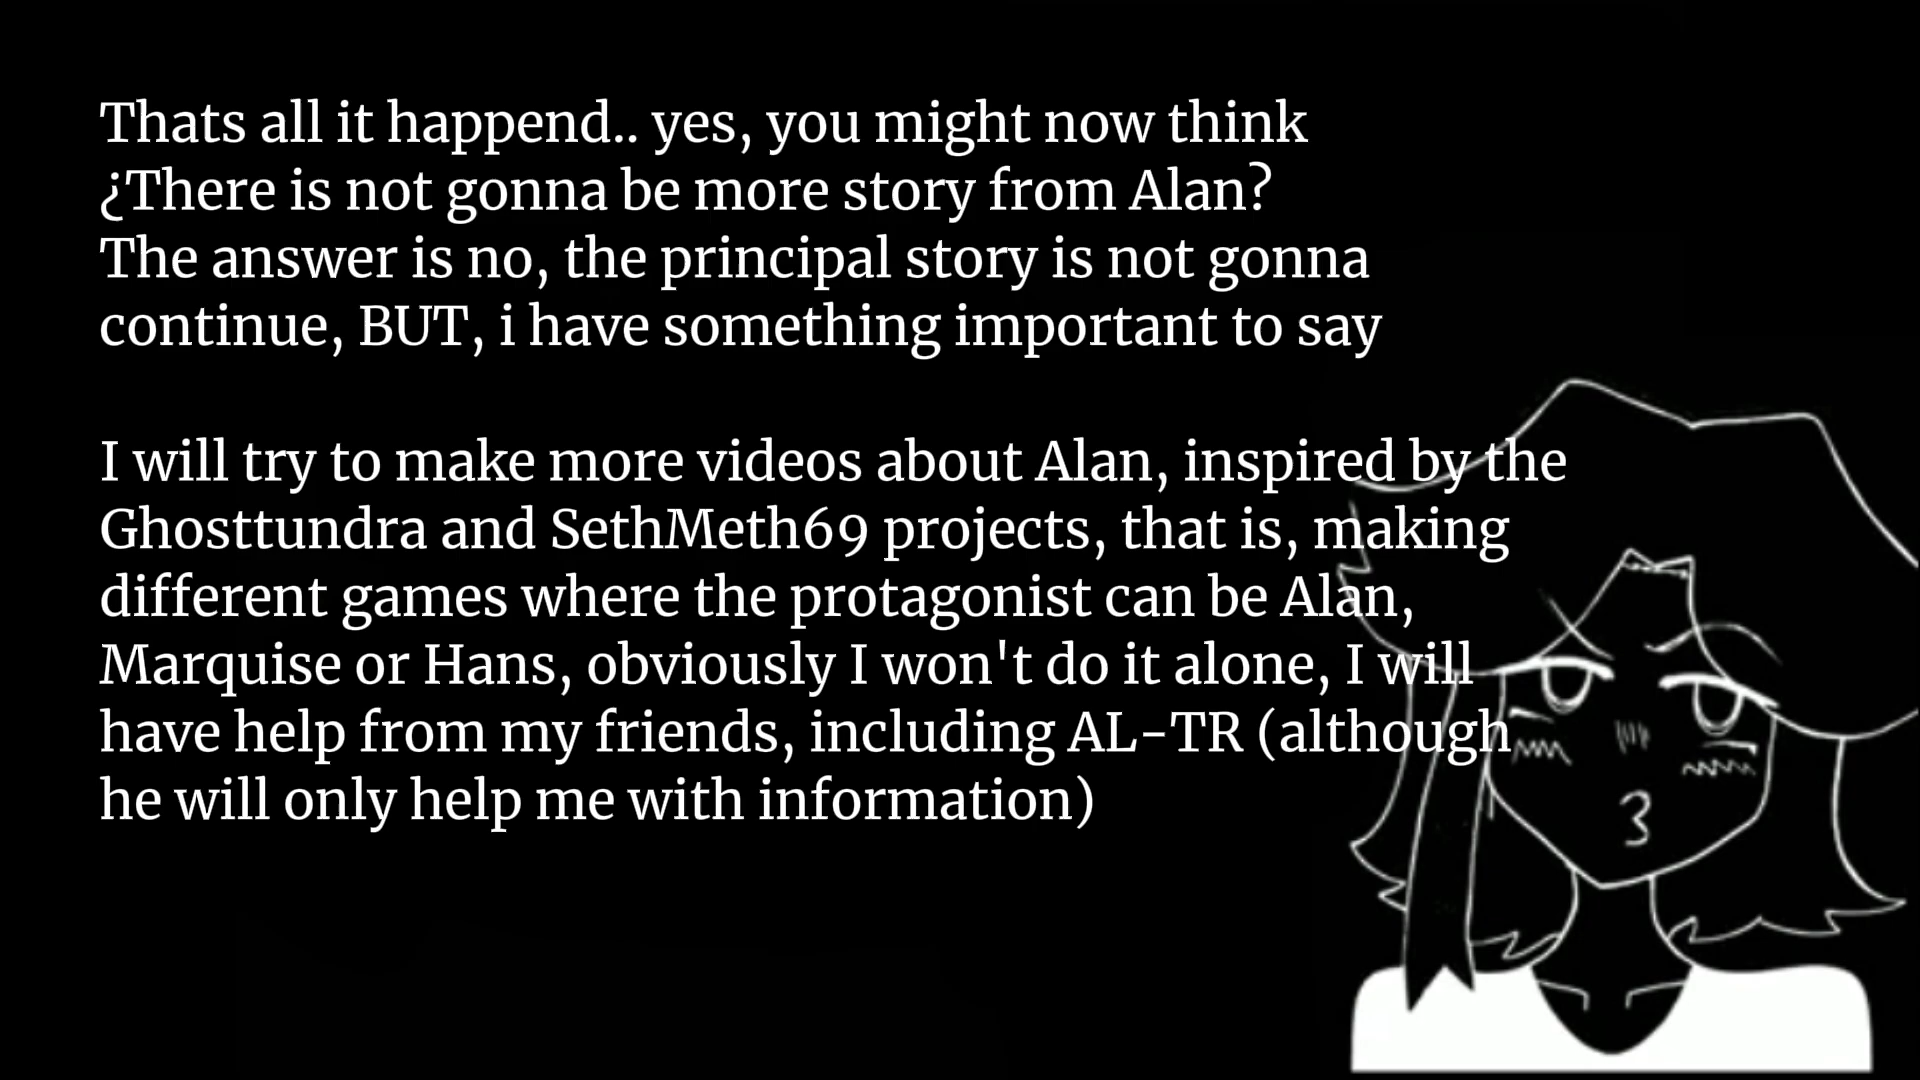 Thats all it happend.. yes, you might now think
¿There is not gonna be more story from Alan?
The answer is no, the principal story is not gonna
continue, BUT, i have something important to say
I will try to make more videos about Alan, inspired by the
Ghosttundra and SethMeth69 projects, that is, making
different games where the protagonist can be Alan,
Marquise or Hans, obviously I won't do it alone, I will
have help from my friends, including AL-TR (although
he will only help me with information)